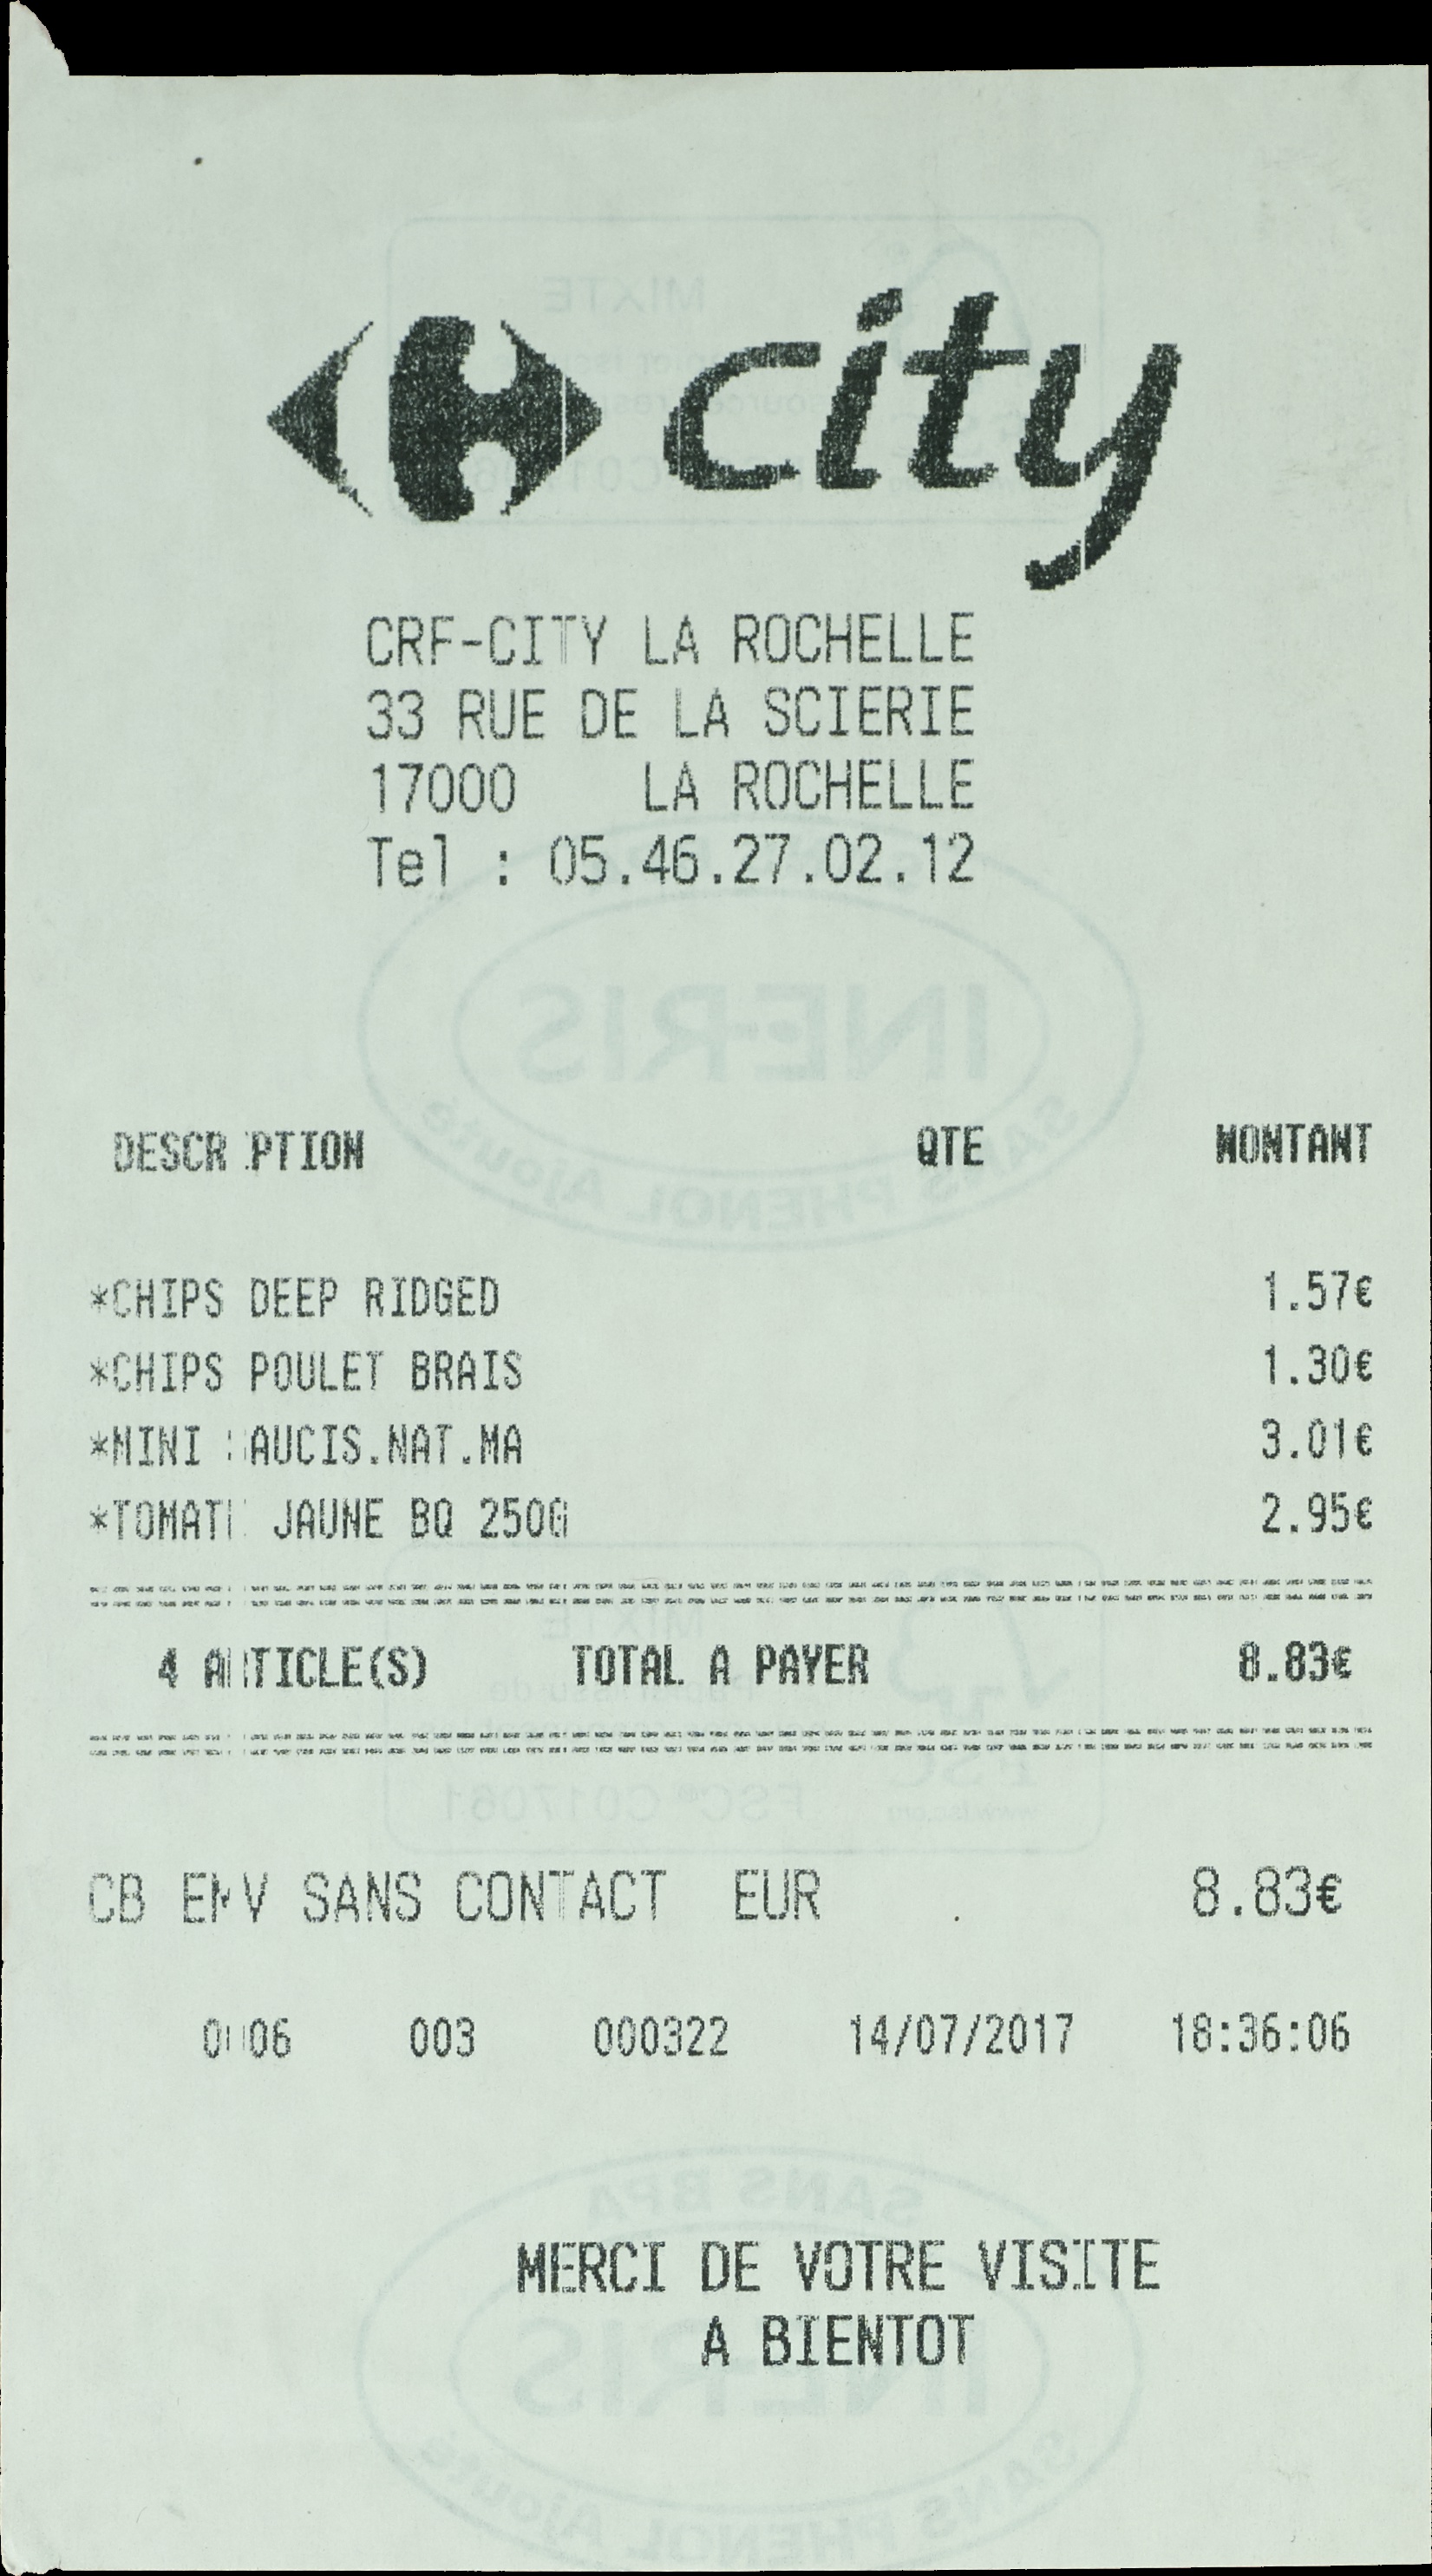 city
CRF-CITY LA ROCHELLE
33 RUE DE LA SCIERIE
17000 LA ROCHELLE
Tel : 05.46.27.02.12
DESCRIPTION QTE MONTANT
*CHIPS DEEP RIDGED 1.57€
*CHIPS POULET BRAIS 1.30€
*MINI SAUCIS.NAT.MA 3.01€
*TOMATE JAUNE BQ 250G 2.95€
4 ARTICLE(S) TOTAL A PAYER 8.83€
CB EMV SANS CONTACT EUR 8.83€
0006 003 000322 14/07/2017 18:36:06
MERCI DE VOTRE VISITE
A BIENTOT